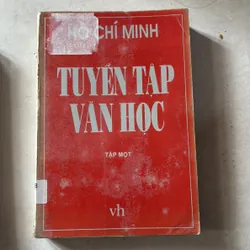 HỒ CHÍ MINH
TUYỂN TẬP
VĂN HỌC
TẬP MỘT
vh